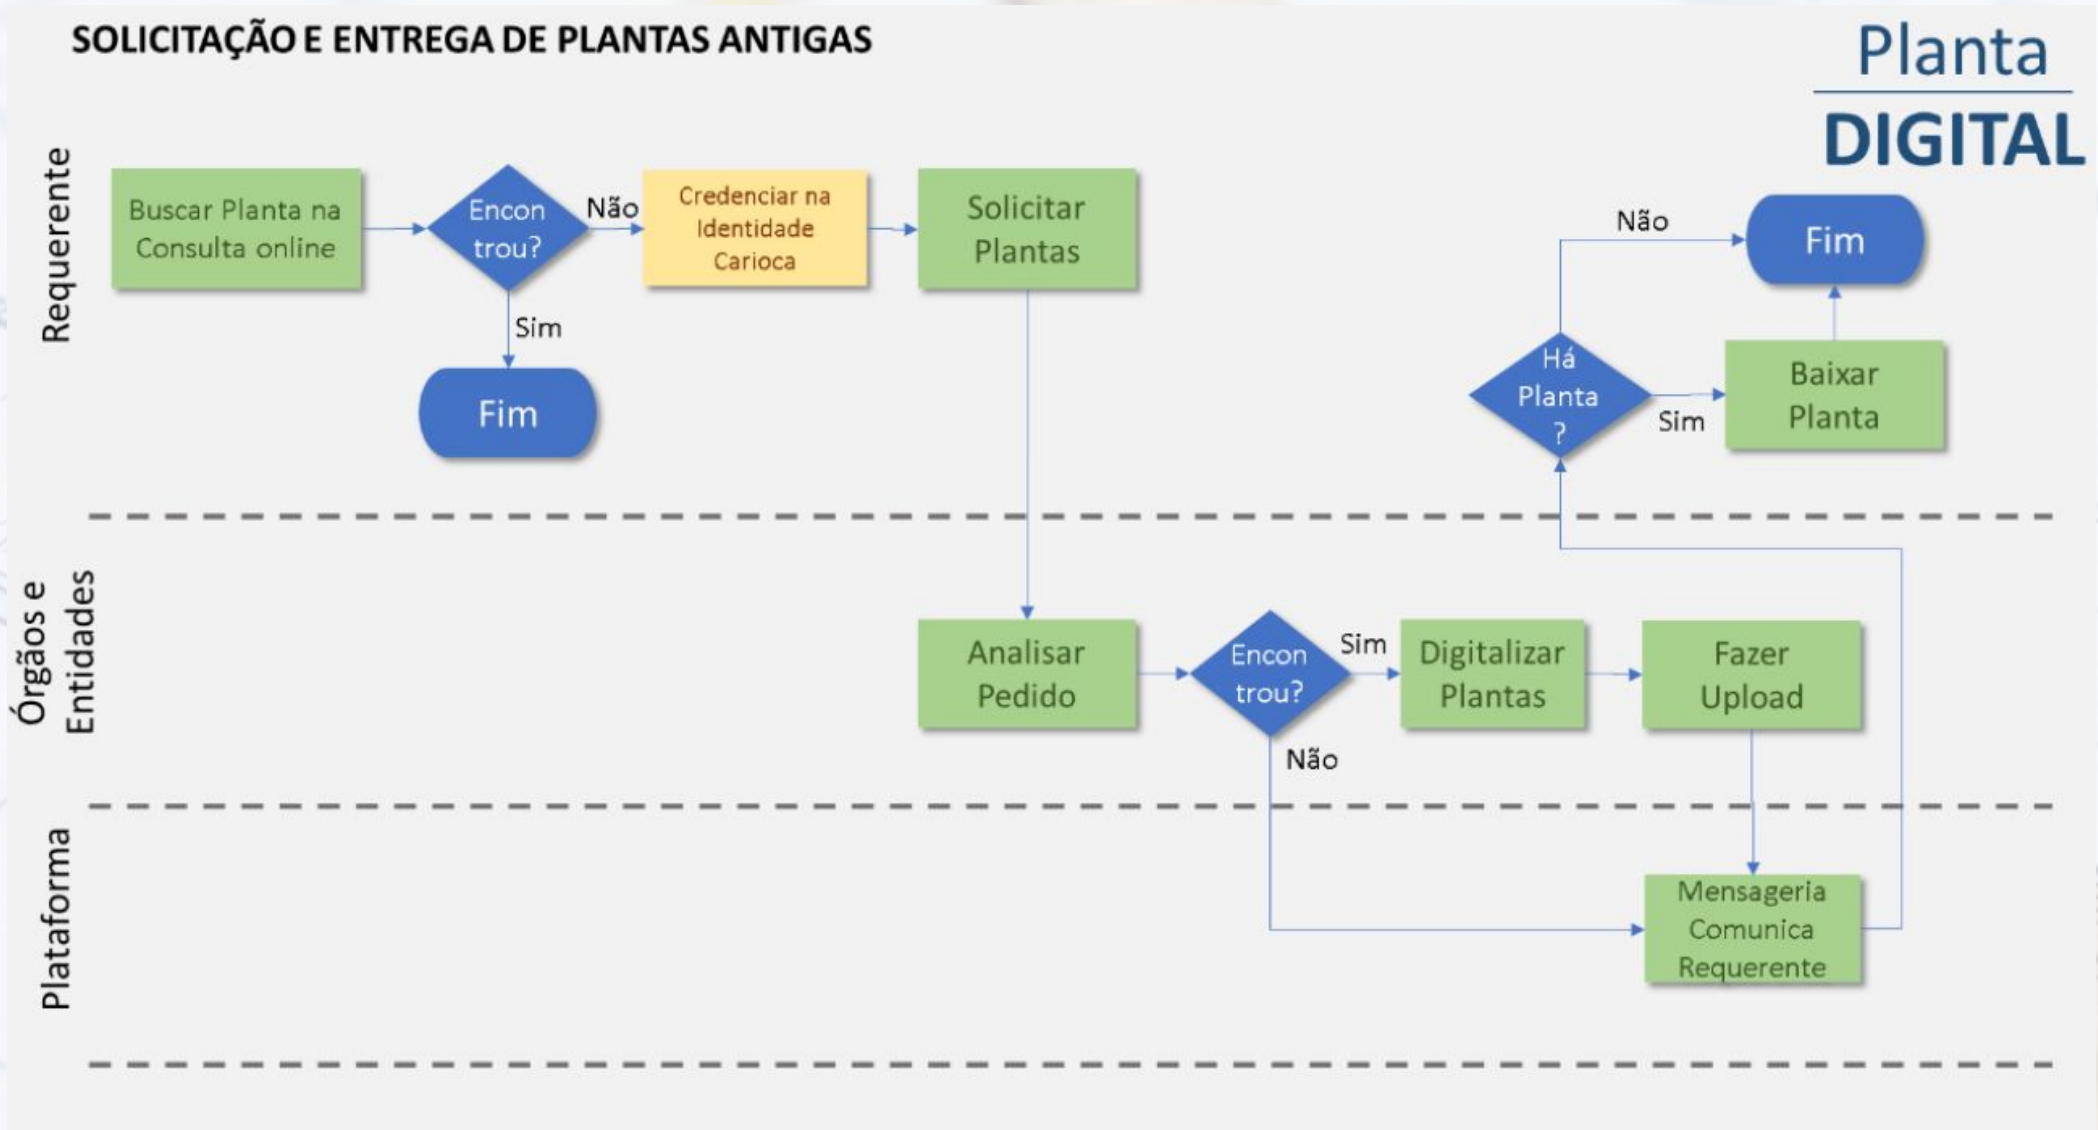 SOLICITAÇÃO E ENTREGA DE PLANTAS ANTIGAS
Planta
DIGITAL
Requerente
Buscar Planta na
Consulta online
Encon
trou?
Não
Sim
Fim
Credenciar na
Identidade
Carioca
Solicitar
Plantas
Há
Planta
?
Não
Fim
Sim
Baixar
Planta
Órgãos e
Entidades
Analisar
Pedido
Encon
trou?
Sim
Não
Digitalizar
Plantas
Fazer
Upload
Plataforma
Mensageria
Comunica
Requerente